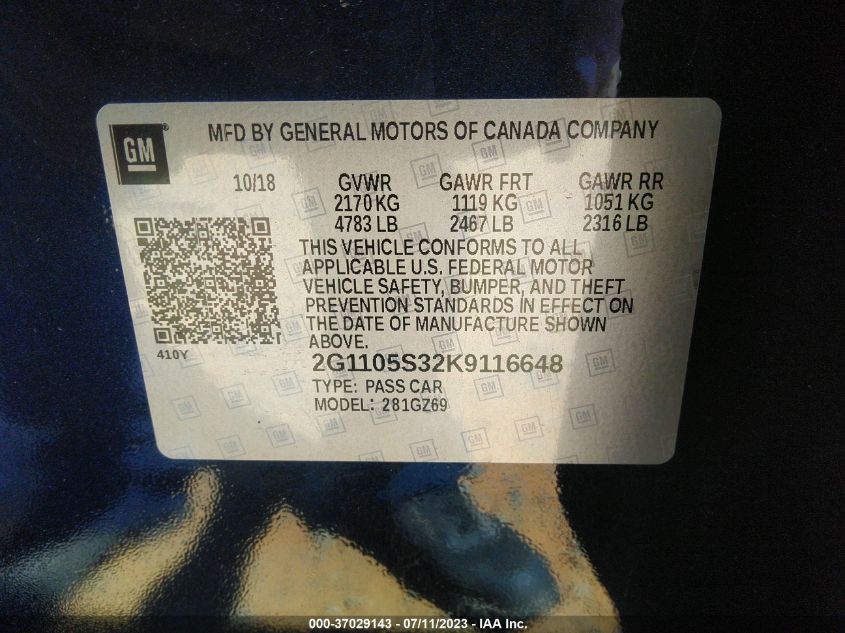 GM
MFD BY GENERAL MOTORS OF CANADA COMPANY
10/18 GVWR GAWR FRT GAWR RR
2170 KG 1119 KG 1051 KG
4783 LB 2467 LB 2316 LB
THIS VEHICLE CONFORMS TO ALL
APPLICABLE U.S. FEDERAL MOTOR
VEHICLE SAFETY, BUMPER, AND THEFT
PREVENTION STANDARDS IN EFFECT ON
THE DATE OF MANUFACTURE SHOWN
ABOVE.
410Y
2G1105S32K9116648
TYPE: PASS CAR
MODEL: 281GZ69
000-37029143 - 07/11/2023 - IAA Inc.